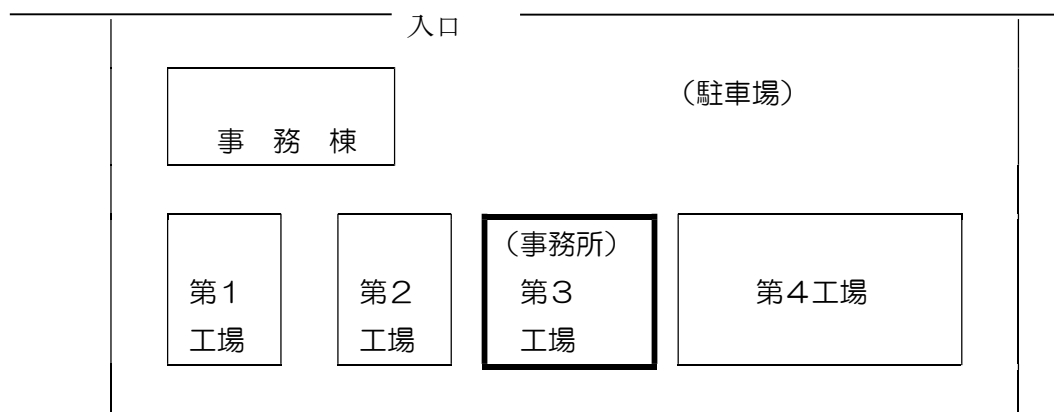 入口
（駐車場）
事　務　棟
（事務所）
第１
工場
第２
工場
第３
工場
第４工場